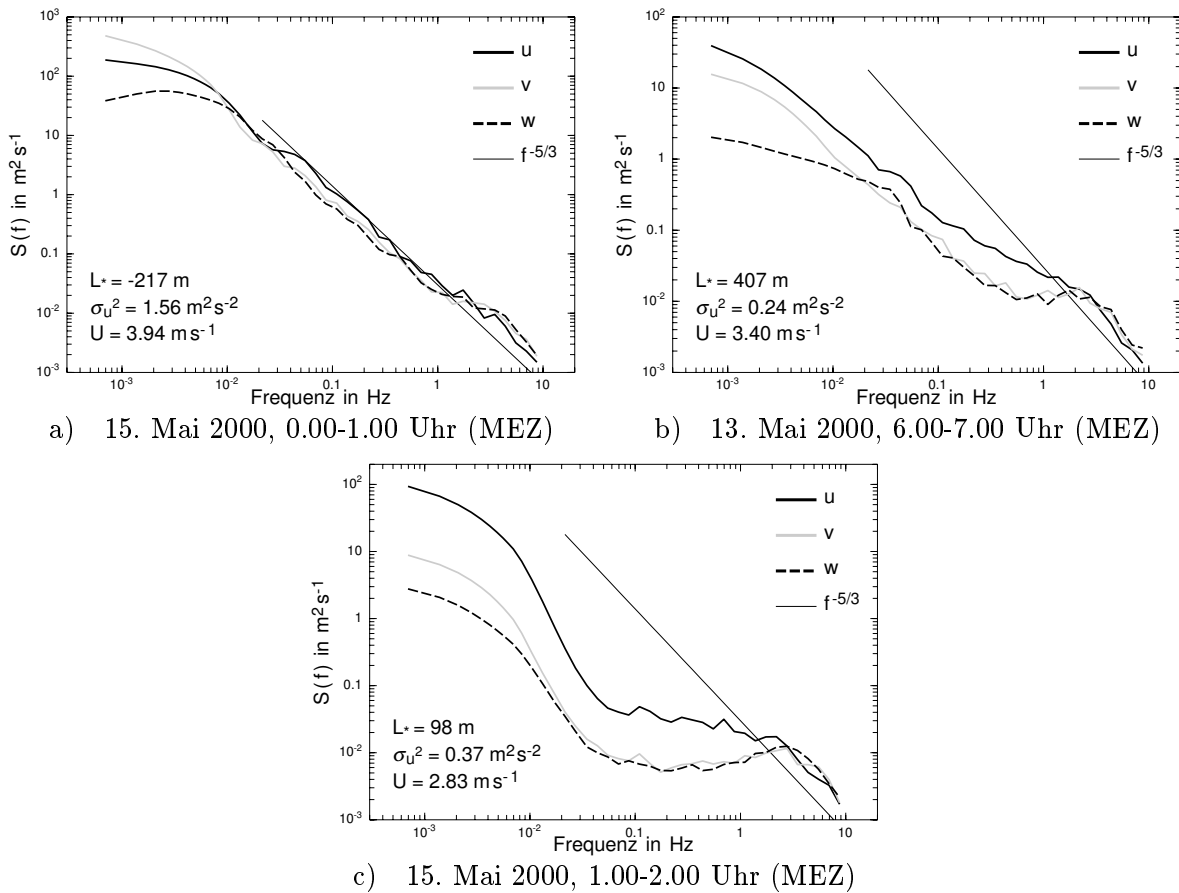 10⁵
10⁴
10³
10²
10
1
0.1
10⁻²
10⁻³
S(f) in m² s⁻¹
u
v
w
f⁻⁵/³
L* = -217 m
σu² = 1.56 m²s⁻²
U = 3.94 ms⁻¹
10⁻³ 10⁻² 0.1 1 10
Frequenz in Hz
a) 15. Mai 2000, 0.00-1.00 Uhr (MEZ)
10²
10
1
0.1
10⁻²
10⁻³
S(f) in m² s⁻¹
u
v
w
f⁻⁵/³
L* = 407 m
σu² = 0.24 m²s⁻²
U = 3.40 ms⁻¹
10⁻³ 10⁻² 0.1 1 10
Frequenz in Hz
b) 13. Mai 2000, 6.00-7.00 Uhr (MEZ)
10²
10
1
0.1
10⁻²
10⁻³
S(f) in m² s⁻¹
u
v
w
f⁻⁵/³
L* = 98 m
σu² = 0.37 m²s⁻²
U = 2.83 ms⁻¹
10⁻³ 10⁻² 0.1 1 10
Frequenz in Hz
c) 15. Mai 2000, 1.00-2.00 Uhr (MEZ)